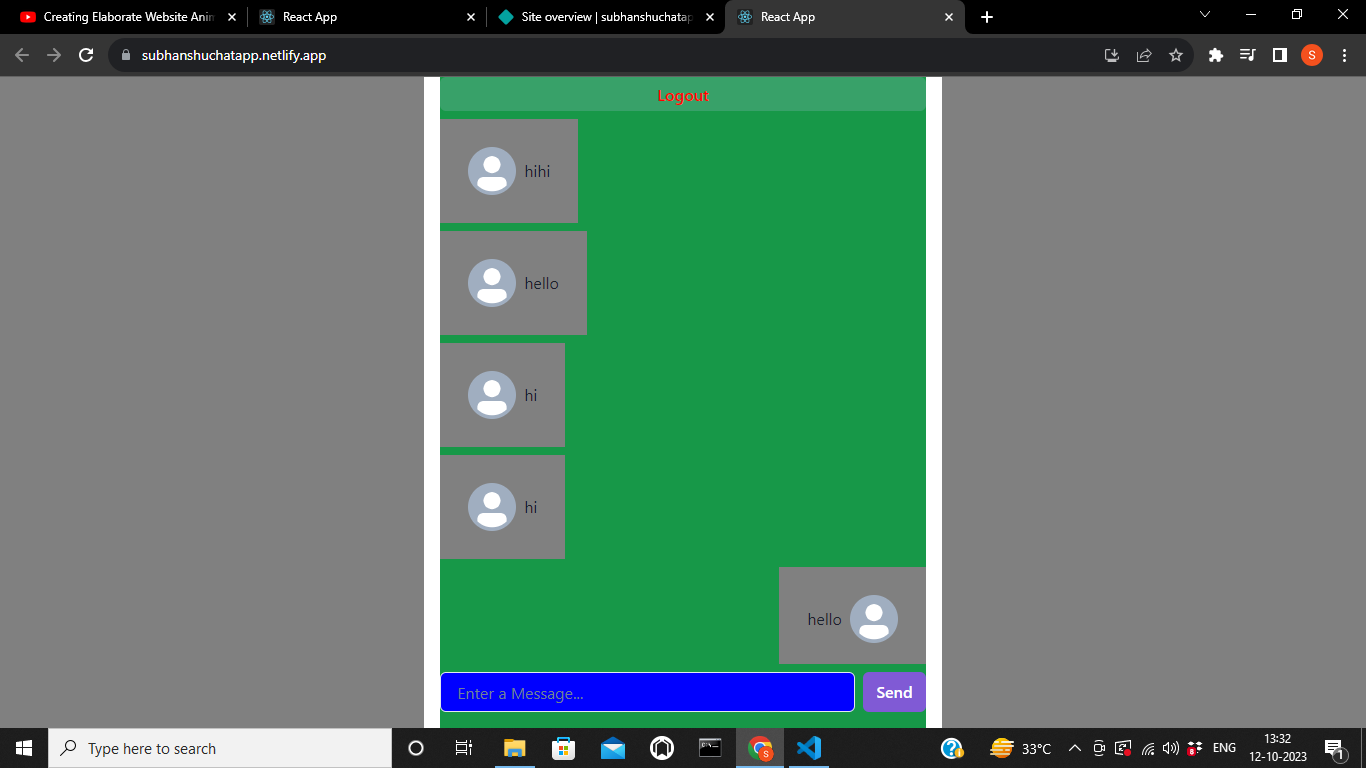 Creating Elaborate Website Anim
React App
Site overview | subhanshuchatap
React App
subhanshuchatapp.netlify.app
S
Logout
hihi
hello
hi
hi
hello
Enter a Message...
Send
Type here to search
33°C
ENG
13:32
12-10-2023
1